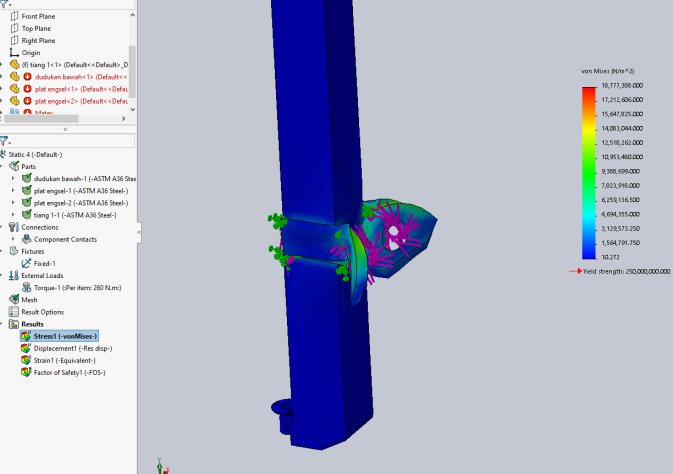 Front Plane
Top Plane
Right Plane
Origin
(f) tiang 1<1> (Default<<Default>_D
dudukan bawah<1> (Default<<
plat engsel<1> (Default<<Defau
plat engsel<2> (Default<<Defau
Mates
Static 4 (-Default-)
Parts
dudukan bawah-1 (-ASTM A36 Stee
plat engsel-1 (-ASTM A36 Steel-)
plat engsel-2 (-ASTM A36 Steel-)
tiang 1-1 (-ASTM A36 Steel-)
Connections
Component Contacts
Fixtures
Fixed-1
External Loads
Torque-1 (:Per item: 260 N.m:)
Mesh
Result Options
Results
Stress1 (-vonMises-)
Displacement1 (-Res disp-)
Strain1 (-Equivalent-)
Factor of Safety1 (-FOS-)
von Mises (N/m^2)
18,777,388.000
17,212,606.000
15,647,825.000
14,083,044.000
12,518,262.000
10,953,480.000
9,388,699.000
7,823,918.000
6,259,136.500
4,694,355.000
3,129,573.250
1,564,791.750
10.272
Yield strength: 250,000,000.000
Y
X